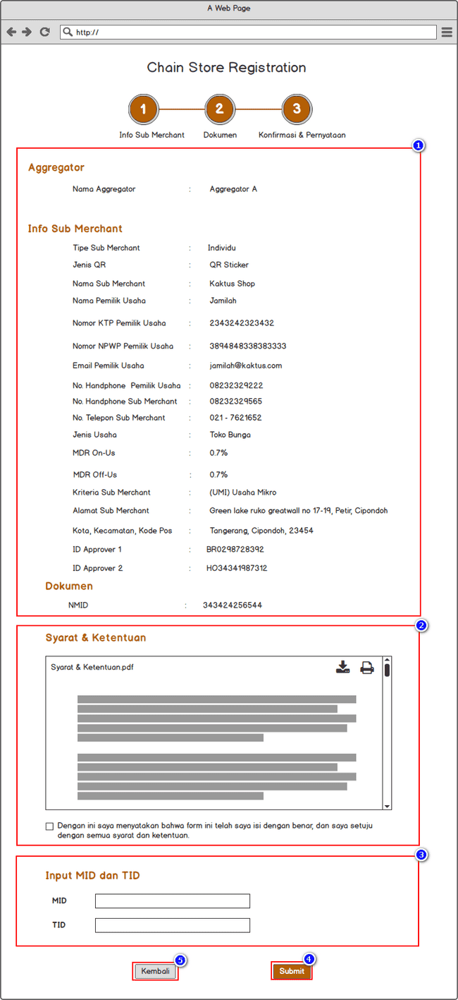 A Web Page
http://
Chain Store Registration
1 2 3
Info Sub Merchant Dokumen Konfirmasi & Pernyataan
1
Aggregator
Nama Aggregator : Aggregator A
Info Sub Merchant
Tipe Sub Merchant : Individu
Jenis QR : QR Sticker
Nama Sub Merchant : Kaktus Shop
Nama Pemilik Usaha : Jamilah
Nomor KTP Pemilik Usaha : 2343242323432
Nomor NPWP Pemilik Usaha : 3894848338383333
Email Pemilik Usaha : jamilah@kaktus.com
No. Handphone Pemilik Usaha : 08232329222
No. Handphone Sub Merchant : 08232329565
No. Telepon Sub Merchant : 021 - 7621652
Jenis Usaha : Toko Bunga
MDR On-Us : 0.7%
MDR Off-Us : 0.7%
Kriteria Sub Merchant : (UMI) Usaha Mikro
Alamat Sub Merchant : Green lake ruko greatwall no 17-19, Petir, Cipondoh
Kota, Kecamatan, Kode Pos : Tangerang, Cipondoh, 23454
ID Approver 1 : BR0298728392
ID Approver 2 : HO34341987312
Dokumen
NMID : 343424256544
2
Syarat & Ketentuan
Syarat & Ketentuan.pdf
Dengan ini saya menyatakan bahwa form ini telah saya isi dengan benar, dan saya setuju
dengan semua syarat dan ketentuan.
3
Input MID dan TID
MID
TID
5 4
Kembali Submit